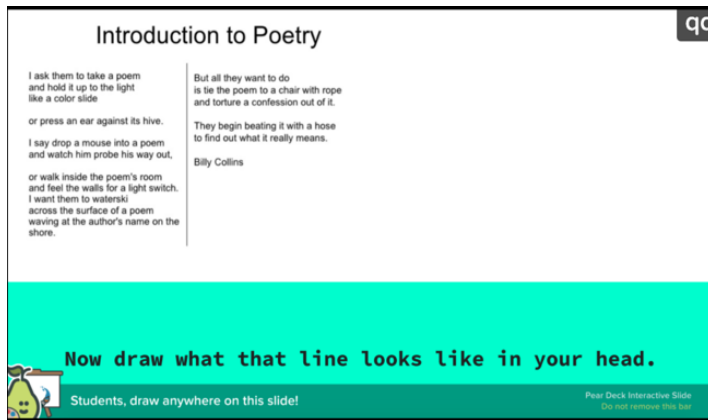 Introduction to Poetry
I ask them to take a poem
and hold it up to the light
like a color slide
or press an ear against its hive.
I say drop a mouse into a poem
and watch him probe his way out,
or walk inside the poem's room
and feel the walls for a light switch.
I want them to waterski
across the surface of a poem
waving at the author's name on the
shore.
But all they want to do
is tie the poem to a chair with rope
and torture a confession out of it.
They begin beating it with a hose
to find out what it really means.
Billy Collins
Now draw what that line looks like in your head.
Students, draw anywhere on this slide!
Pear Deck Interactive Slide
Do not remove this bar